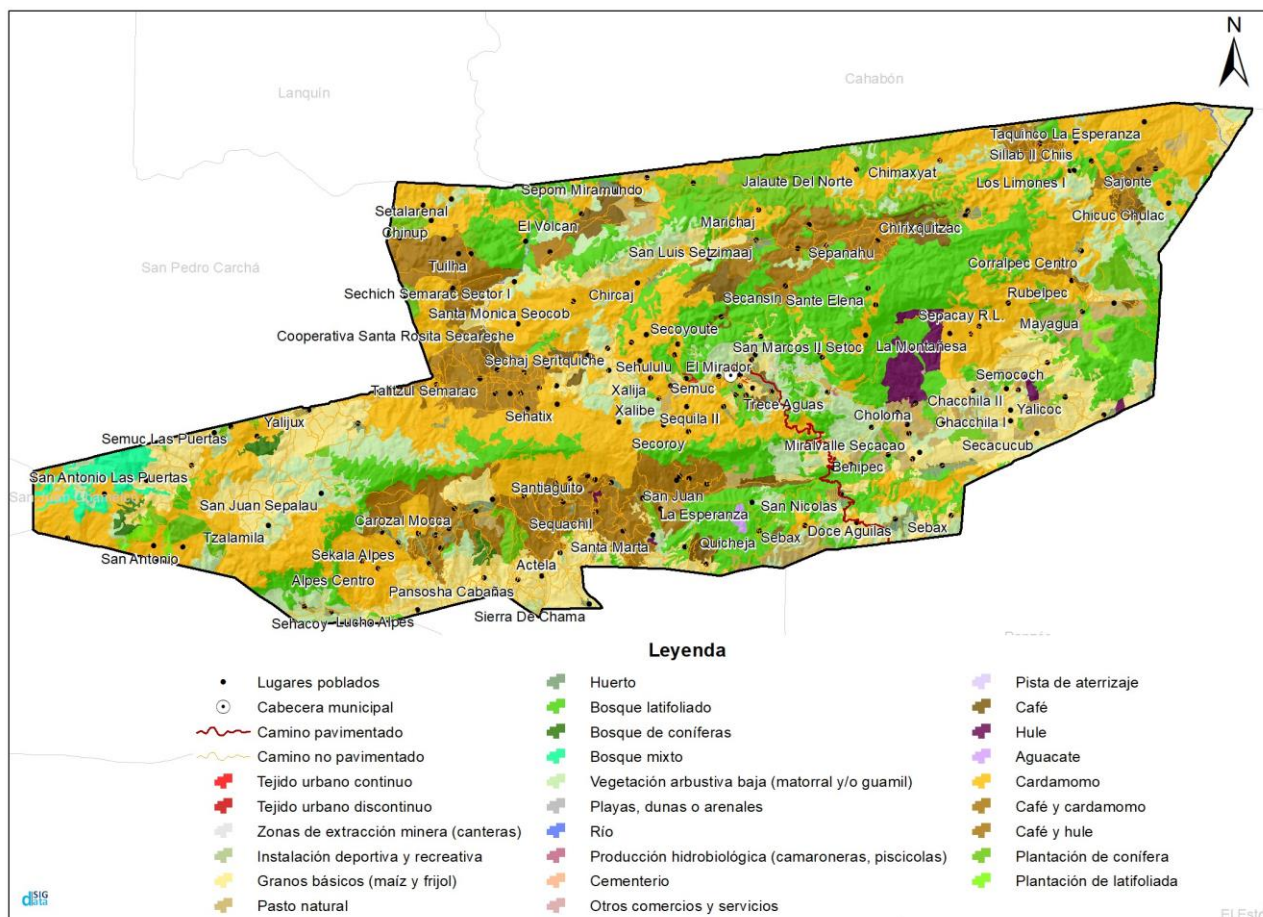 N
Lanquín
Cahabón
San Pedro Carchá
Taquinco La Esperanza
Sillab II Chiis
Chimaxyat
Jalaute Del Norte
Los Limones I
Sajonte
Sepom Miramundo
Setalarenal
Chinup
El Volcan
Marichaj
Chirixquitzac
Chicuc Chulac
San Luis Setzimaaj
Sepanahu
Tuilha
Corralpec Centro
Sechich Semarac Sector I
Chircaj
Secansin
Sante Elena
Rubelpec
Santa Monica Seocob
Sepacay R.L.
Mayagua
Cooperativa Santa Rosita Secareche
Secoyoute
San Marcos II Setoc
La Montañesa
Sechaj Seritquiche
Sehululu
El Mirador
Semococh
Xalija
Semuc
Trece Aguas
Chacchila II
Yalicoc
Sehatix
Xalibe
Sequila II
Choloma
Chacchila I
Yalijux
Semuc Las Puertas
Secoroy
Miralvalle Secacao
Secacucub
Benipec
San Antonio Las Puertas
Santiaguito
San Juan
San Juan Sepalau
La Esperanza
San Nicolas
Carozal Mocca
Sequachil
Doce Aguilas
Sebax
Tzalamila
Santa Marta
Quicheja
Sebax
San Antonio
Sekala Alpes
Actela
Alpes Centro
Pansosha Cabañas
Sierra De Chama
Sehacoy
Lucho Alpes
Leyenda
Lugares poblados
Cabecera municipal
Camino pavimentado
Camino no pavimentado
Tejido urbano continuo
Tejido urbano discontinuo
Zonas de extracción minera (canteras)
Instalación deportiva y recreativa
Granos básicos (maíz y frijol)
Pasto natural
Huerto
Bosque latifoliado
Bosque de coníferas
Bosque mixto
Vegetación arbustiva baja (matorral y/o guamil)
Playas, dunas o arenales
Río
Producción hidrobiológica (camaroneras, piscicolas)
Cementerio
Otros comercios y servicios
Pista de aterrizaje
Café
Hule
Aguacate
Cardamomo
Café y cardamomo
Café y hule
Plantación de conífera
Plantación de latifoliada
SIG
data